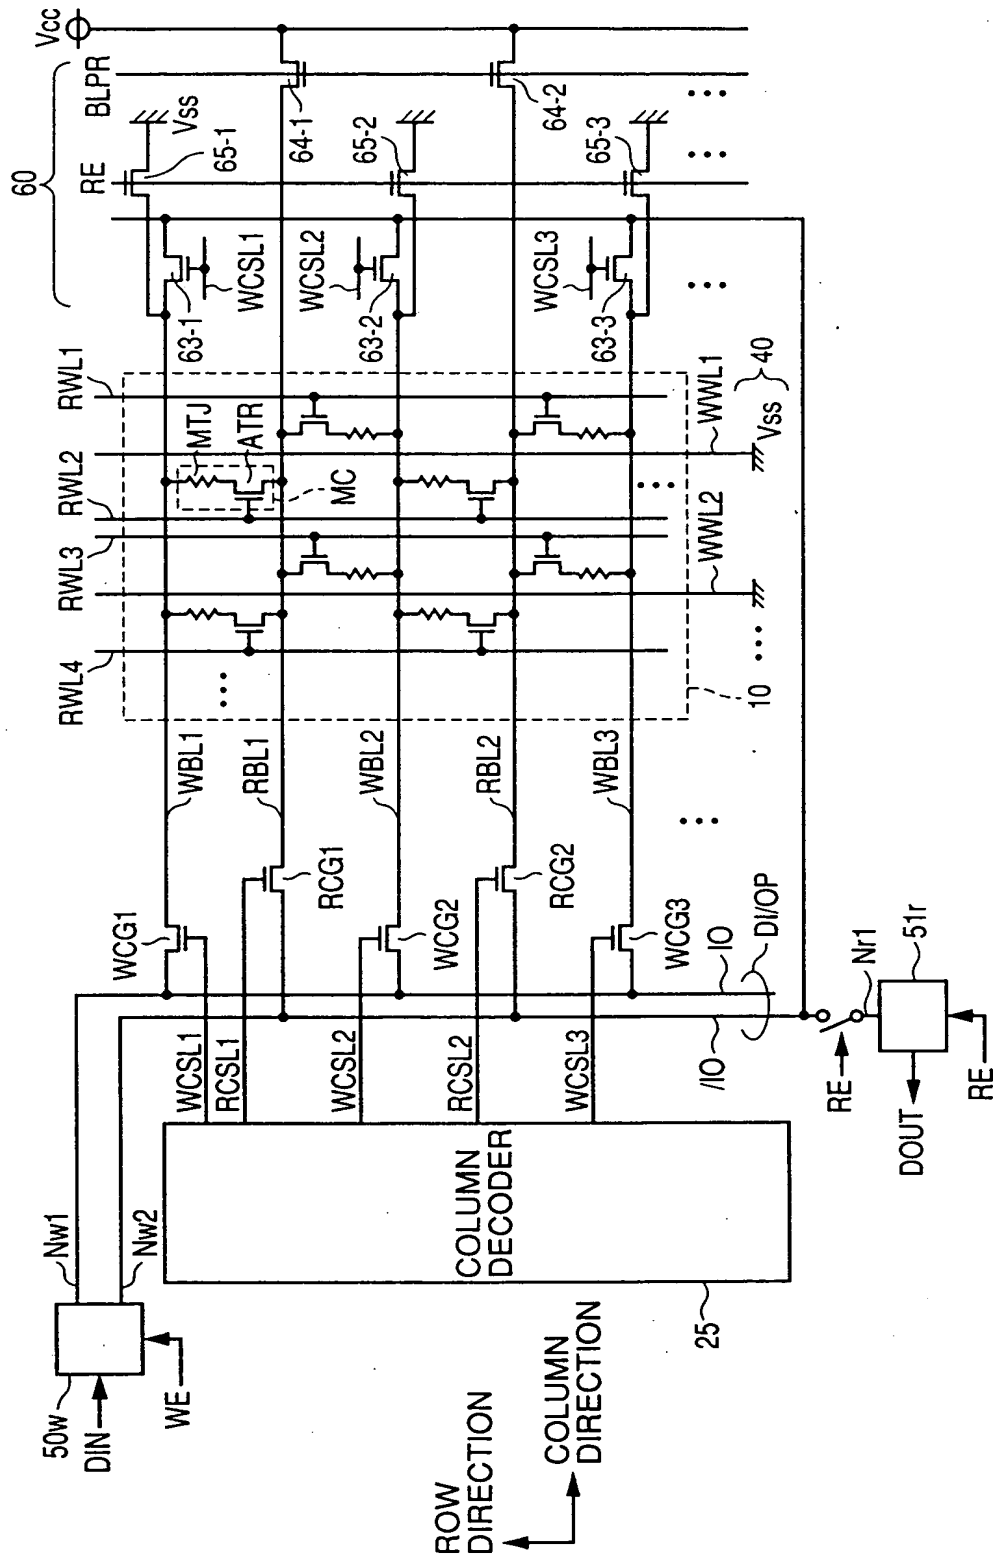 Vcc
60
BLPR
RE
Vss
65-1
64-1
65-2
64-2
65-3
WCSL1
63-1
WCSL2
63-2
WCSL3
63-3
RWL1
RWL2
RWL3
RWL4
MTJ
ATR
MC
WWL1
40
Vss
WWL2
10
WBL1
RBL1
WBL2
RBL2
WBL3
WCG1
RCG1
WCG2
RCG2
WCG3
IO
DI/OP
/IO
WCSL1
RCSL1
WCSL2
RCSL2
WCSL3
Nr1
51r
RE
DOUT
RE
COLUMN
DECODER
25
Nw1
Nw2
50w
DIN
WE
ROW
DIRECTION
COLUMN
DIRECTION